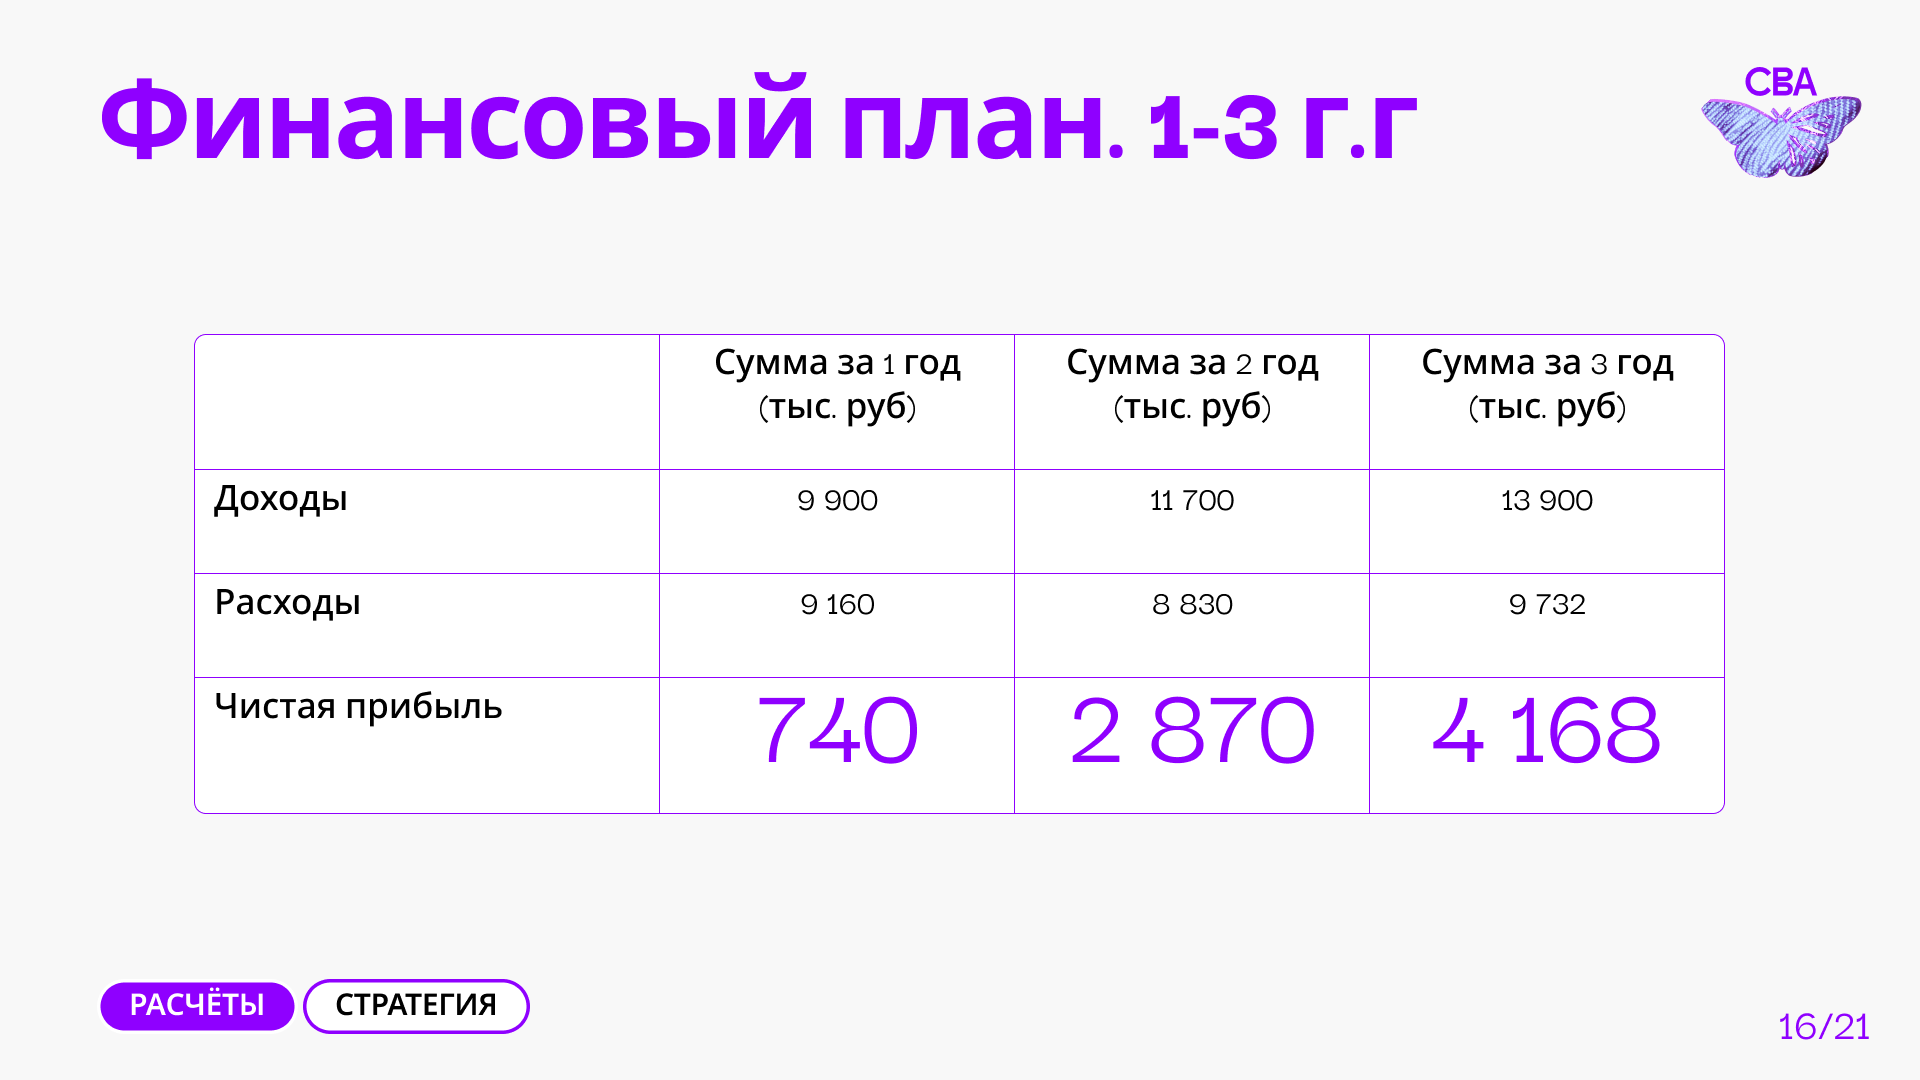 Финансовый план. 1-3 г.г
СВА
Сумма за 1 год
(тыс. руб)
Сумма за 2 год
(тыс. руб)
Сумма за 3 год
(тыс. руб)
Доходы 9 900 11 700 13 900
Расходы 9 160 8 830 9 732
Чистая прибыль 740 2 870 4 168
РАСЧЁТЫ СТРАТЕГИЯ
16/21